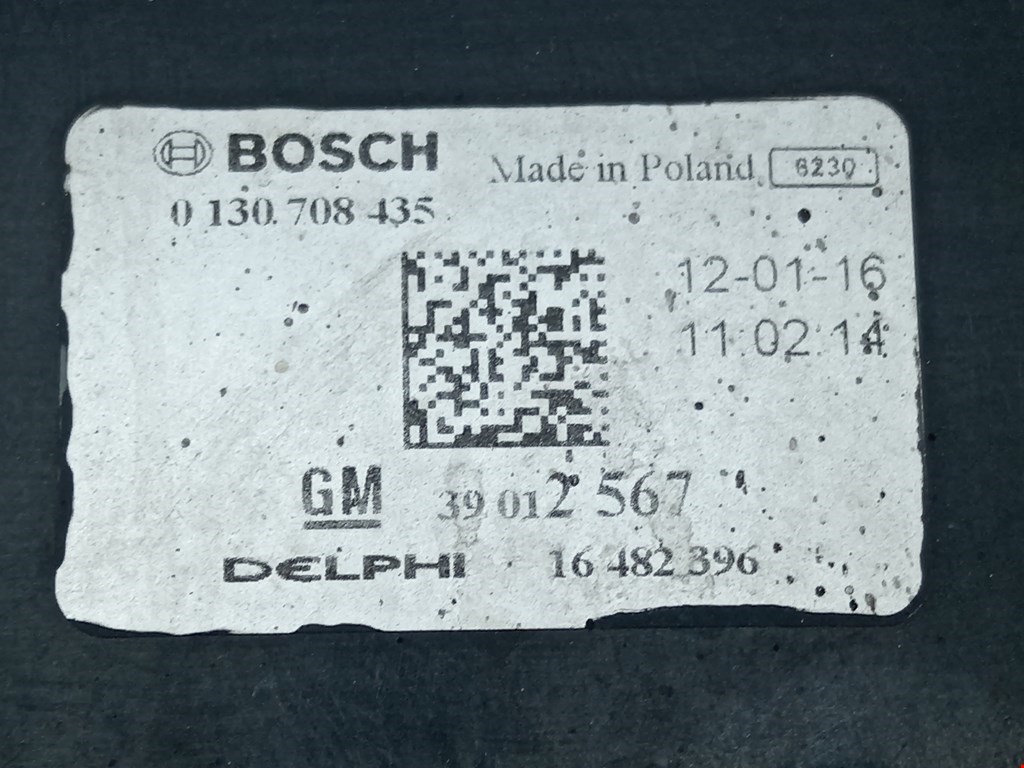 BOSCH
Made in Poland 6230
0 130 708 435
12-01-16
11:02:14
GM 39 012 567
DELPHI 16 482 396